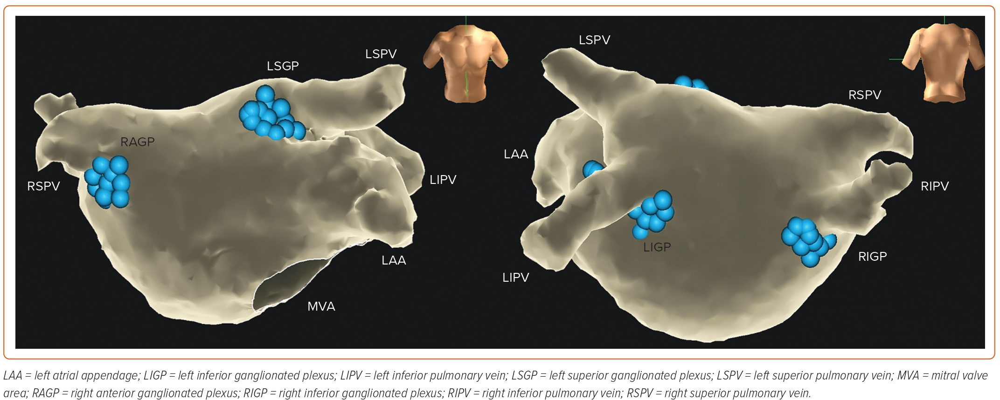 LSPV
LSGP
RAGP
RSPV
LIPV
LAA
MVA
LSPV
RSPV
LAA
RIPV
LIGP
RIGP
LIPV
LAA = left atrial appendage; LIGP = left inferior ganglionated plexus; LIPV = left inferior pulmonary vein; LSGP = left superior ganglionated plexus; LSPV = left superior pulmonary vein; MVA = mitral valve
area; RAGP = right anterior ganglionated plexus; RIGP = right inferior ganglionated plexus; RIPV = right inferior pulmonary vein; RSPV = right superior pulmonary vein.